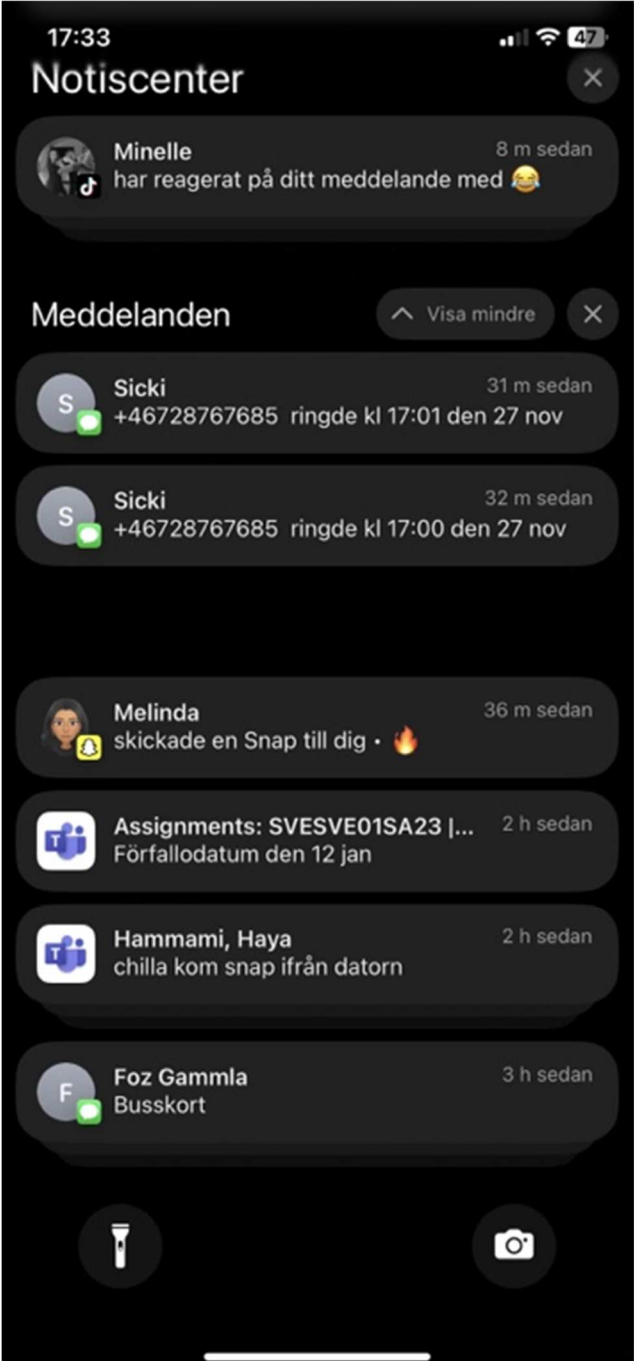 17:33
47
Notiscenter
Minelle
8 m sedan
har reagerat på ditt meddelande med 😂
Meddelanden
Visa mindre
S
Sicki
31 m sedan
+46728767685 ringde kl 17:01 den 27 nov
S
Sicki
32 m sedan
+46728767685 ringde kl 17:00 den 27 nov
Melinda
36 m sedan
skickade en Snap till dig • 🔥
T
Assignments: SVESVE01SA23 |...
2 h sedan
Förfallodatum den 12 jan
T
Hammami, Haya
2 h sedan
chilla kom snap ifrån datorn
F
Foz Gammla
3 h sedan
Busskort